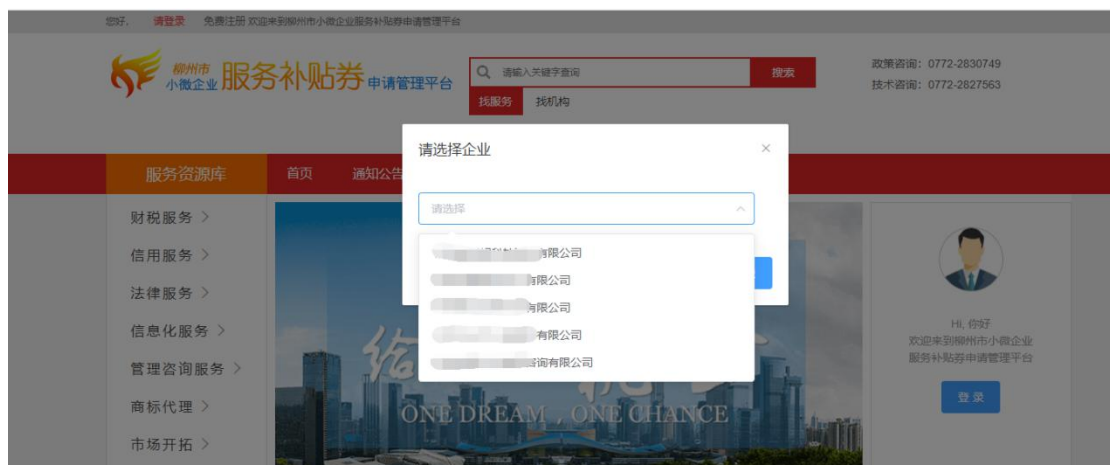 您好, 请登录 免费注册 欢迎来到柳州市小微企业服务补贴券申请管理平台
柳州市
小微企业 服务补贴券 申请管理平台
请输入关键字查询 搜索
找服务 找机构
政策咨询：0772-2830749
技术咨询：0772-2827563
请选择企业 ×
服务资源库 首页 通知公告
请选择
有限公司
有限公司
有限公司
有限公司
咨询有限公司
财税服务 >
信用服务 >
法律服务 >
信息化服务 >
管理咨询服务 >
商标代理 >
市场开拓 >
ONE DREAM ONE CHANCE
Hi, 你好
欢迎来到柳州市小微企业
服务补贴券申请管理平台
登录